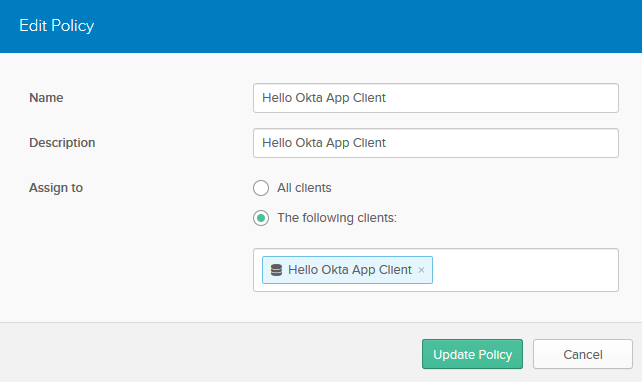 Edit Policy
Name
Hello Okta App Client
Description
Hello Okta App Client
Assign to
All clients
The following clients:
Hello Okta App Client ×
Update Policy
Cancel